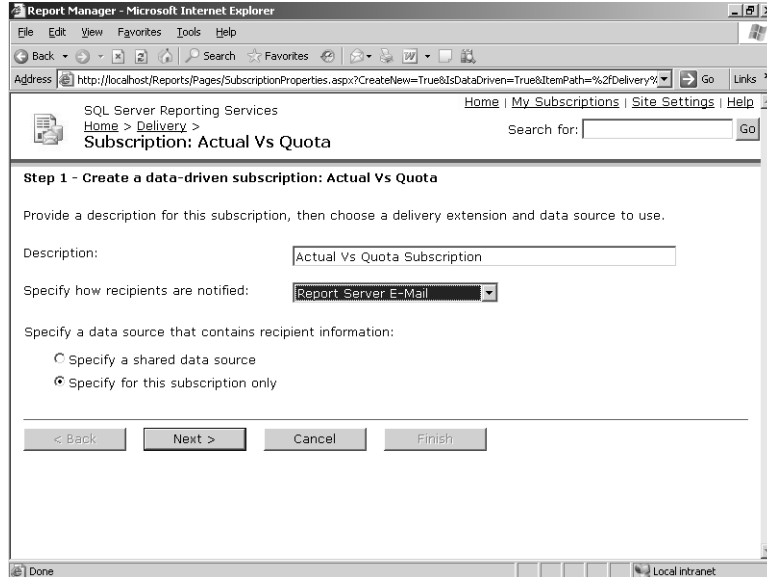 Report Manager - Microsoft Internet Explorer
File Edit View Favorites Tools Help
Back Search Favorites
Address http://localhost/Reports/Pages/SubscriptionProperties.aspx?CreateNew=True&IsDataDriven=True&ItemPath=%2fDelivery% Go Links
SQL Server Reporting Services
Home | My Subscriptions | Site Settings | Help
Home > Delivery >
Search for: Go
Subscription: Actual Vs Quota
Step 1 - Create a data-driven subscription: Actual Vs Quota
Provide a description for this subscription, then choose a delivery extension and data source to use.
Description: Actual Vs Quota Subscription
Specify how recipients are notified: Report Server E-Mail
Specify a data source that contains recipient information:
Specify a shared data source
Specify for this subscription only
< Back Next > Cancel Finish
Done Local intranet